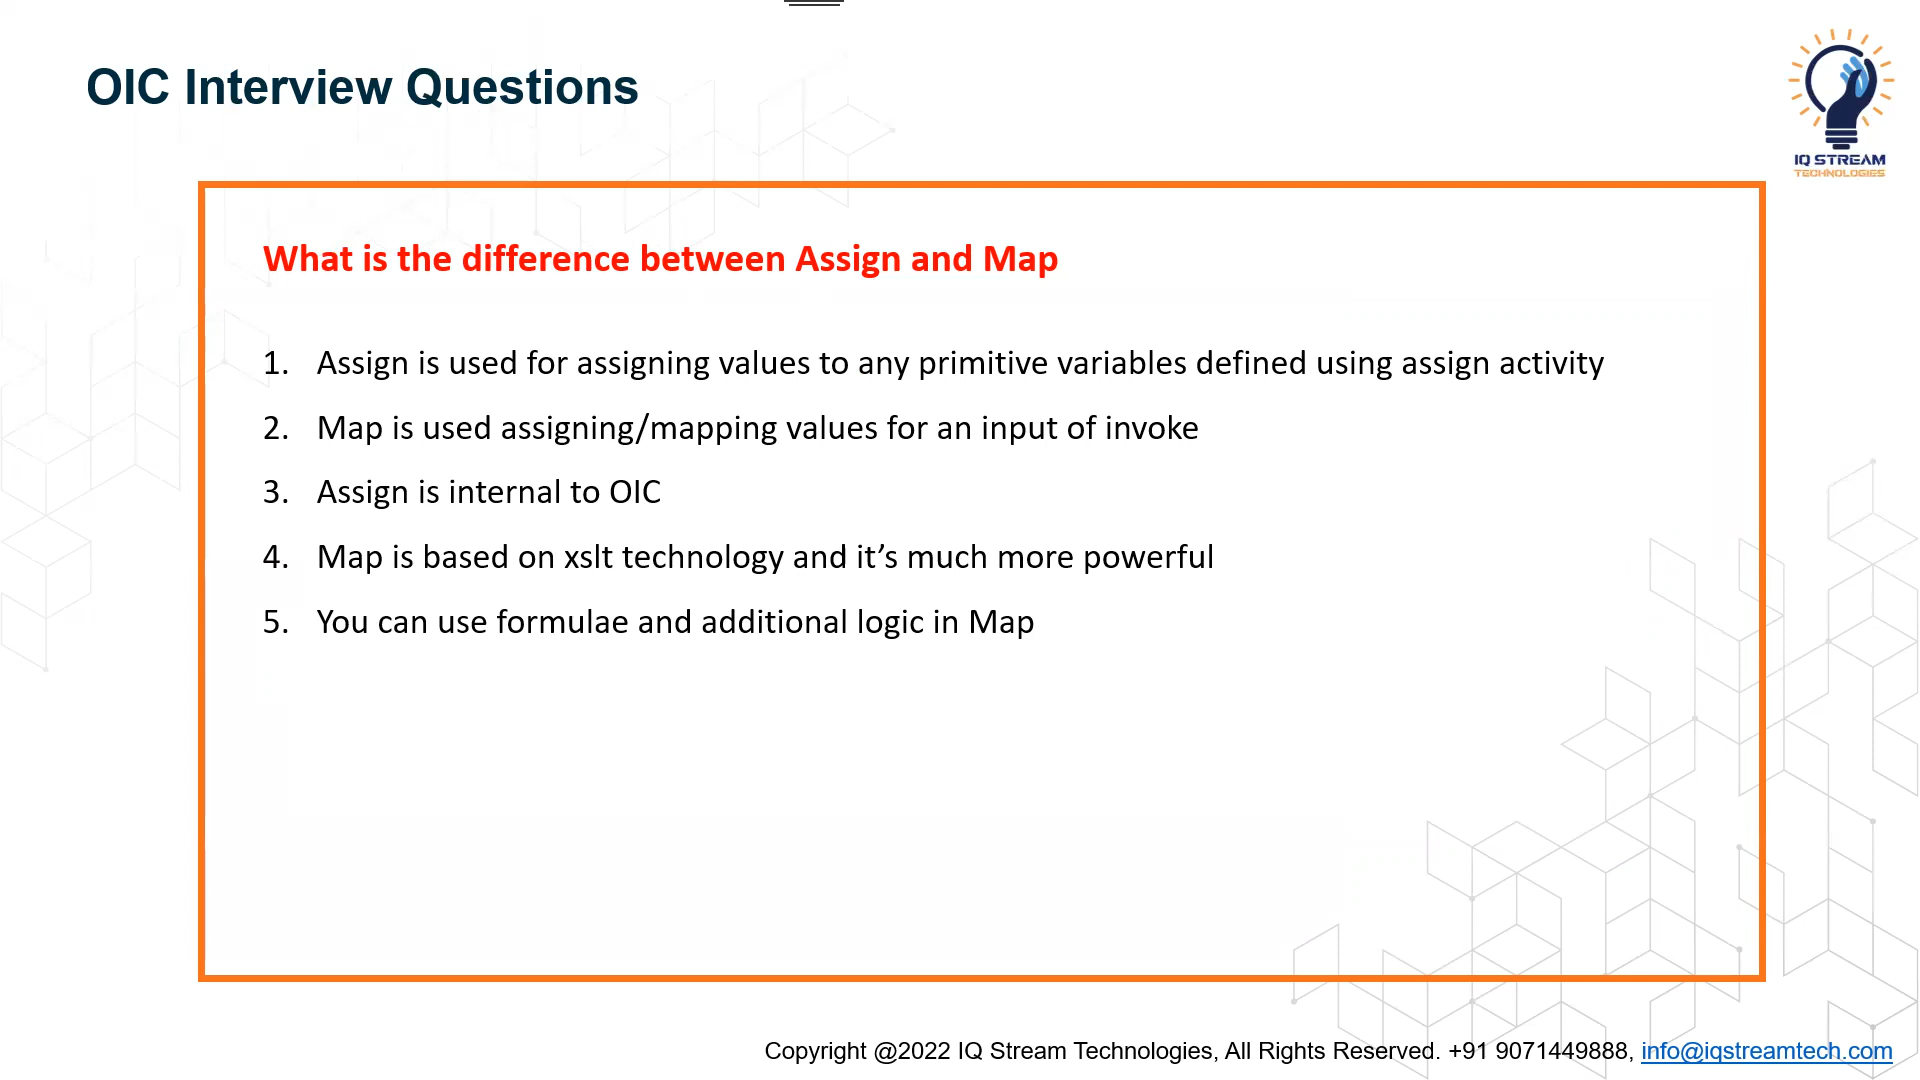 OIC Interview Questions
IQ STREAM
TECHNOLOGIES
What is the difference between Assign and Map
1. Assign is used for assigning values to any primitive variables defined using assign activity
2. Map is used assigning/mapping values for an input of invoke
3. Assign is internal to OIC
4. Map is based on xslt technology and it’s much more powerful
5. You can use formulae and additional logic in Map
Copyright @2022 IQ Stream Technologies, All Rights Reserved. +91 9071449888, info@iqstreamtech.com